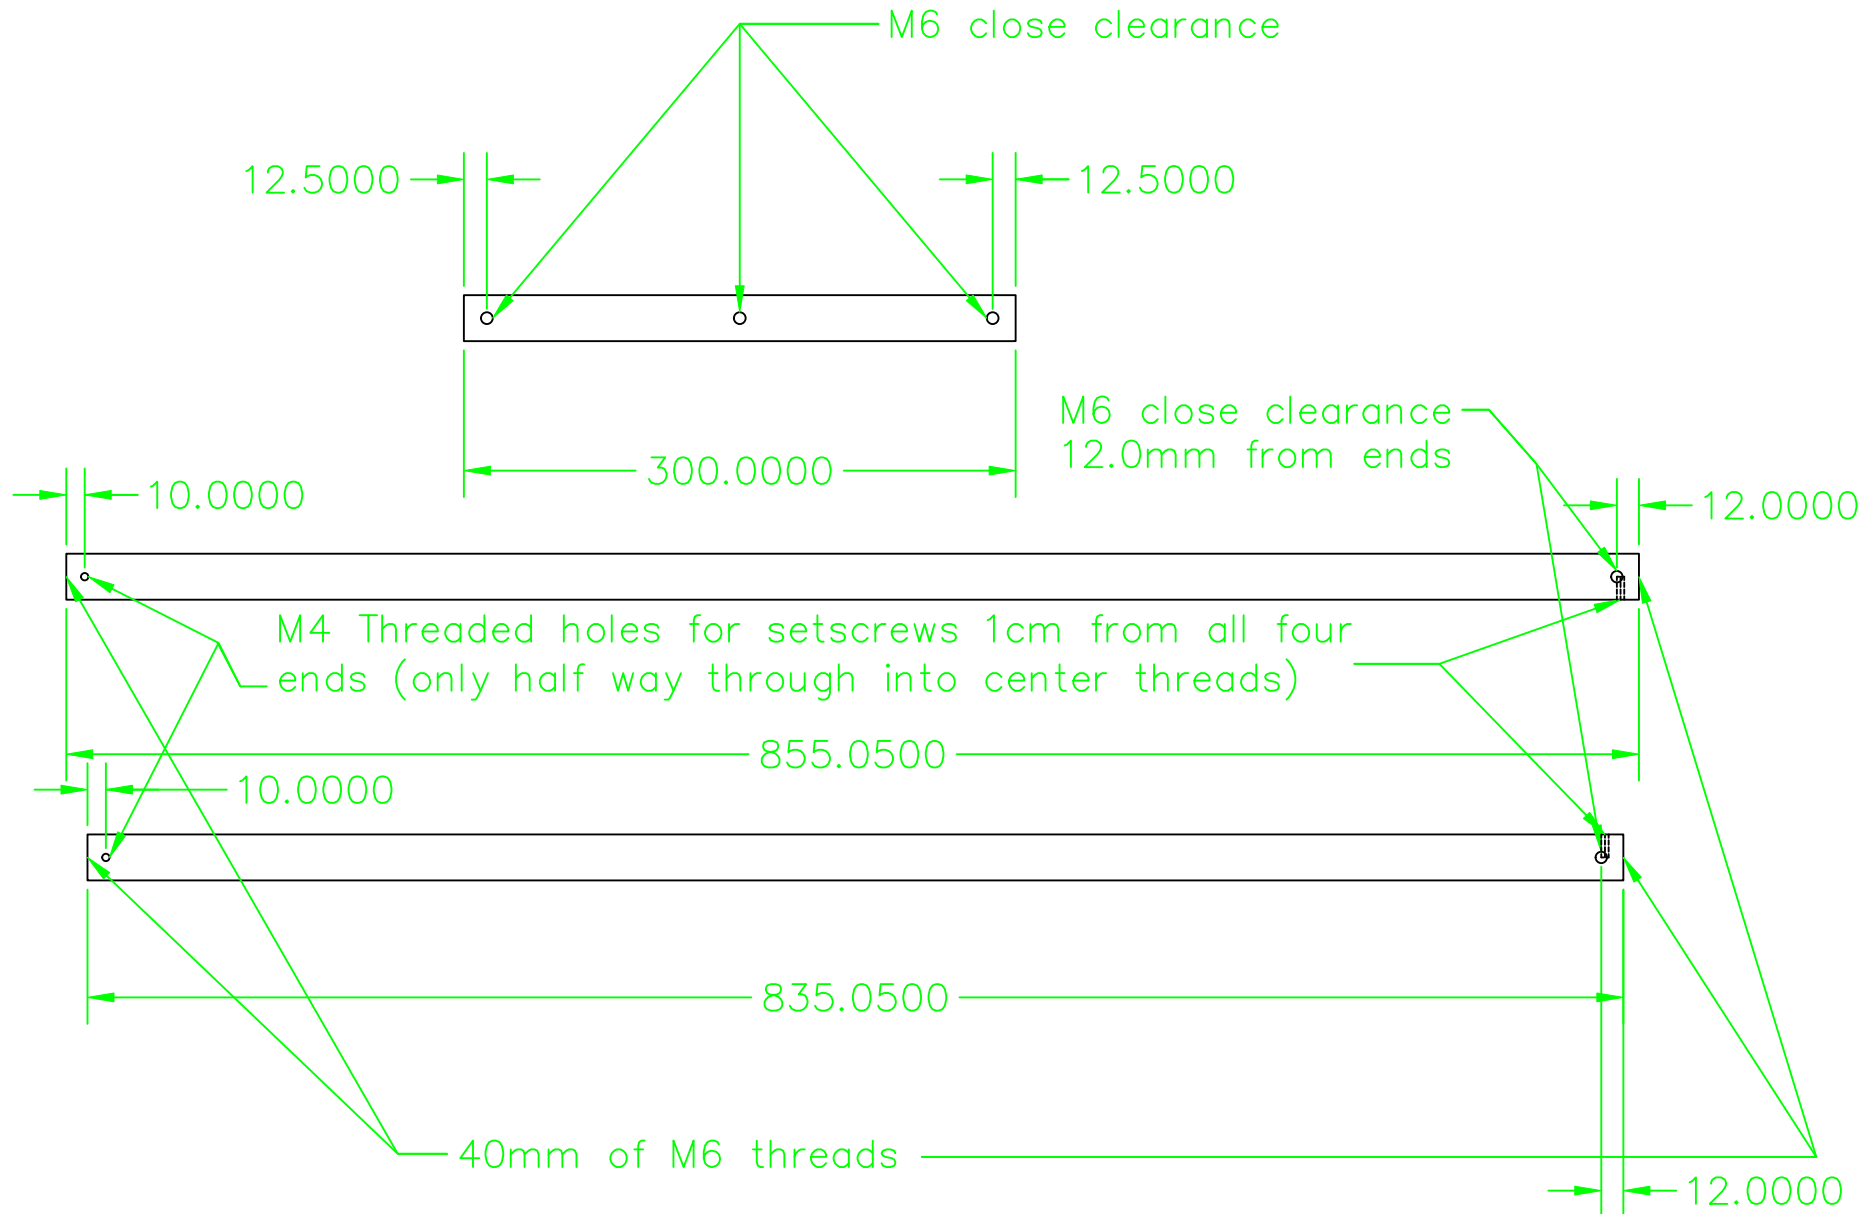 M6 close clearance
12.5000
12.5000
300.0000
M6 close clearance
12.0mm from ends
10.0000
12.0000
M4 Threaded holes for setscrews 1cm from all four
ends (only half way through into center threads)
855.0500
10.0000
835.0500
40mm of M6 threads
12.0000